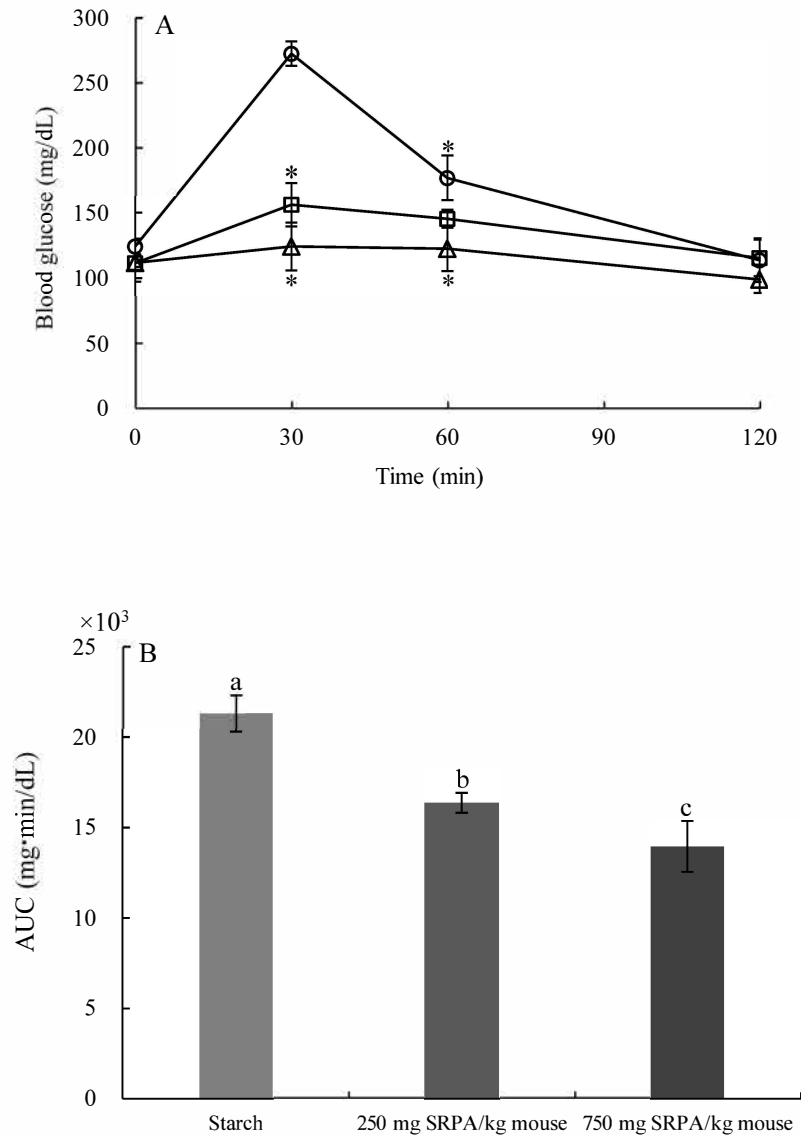 A
300
250
200
150
100
50
0
Blood glucose (mg/dL)
*
*
*
*
0 30 60 90 120
Time (min)
×10³
B
25
20
15
10
5
0
AUC (mg·min/dL)
a
b
c
Starch 250 mg SRPA/kg mouse 750 mg SRPA/kg mouse